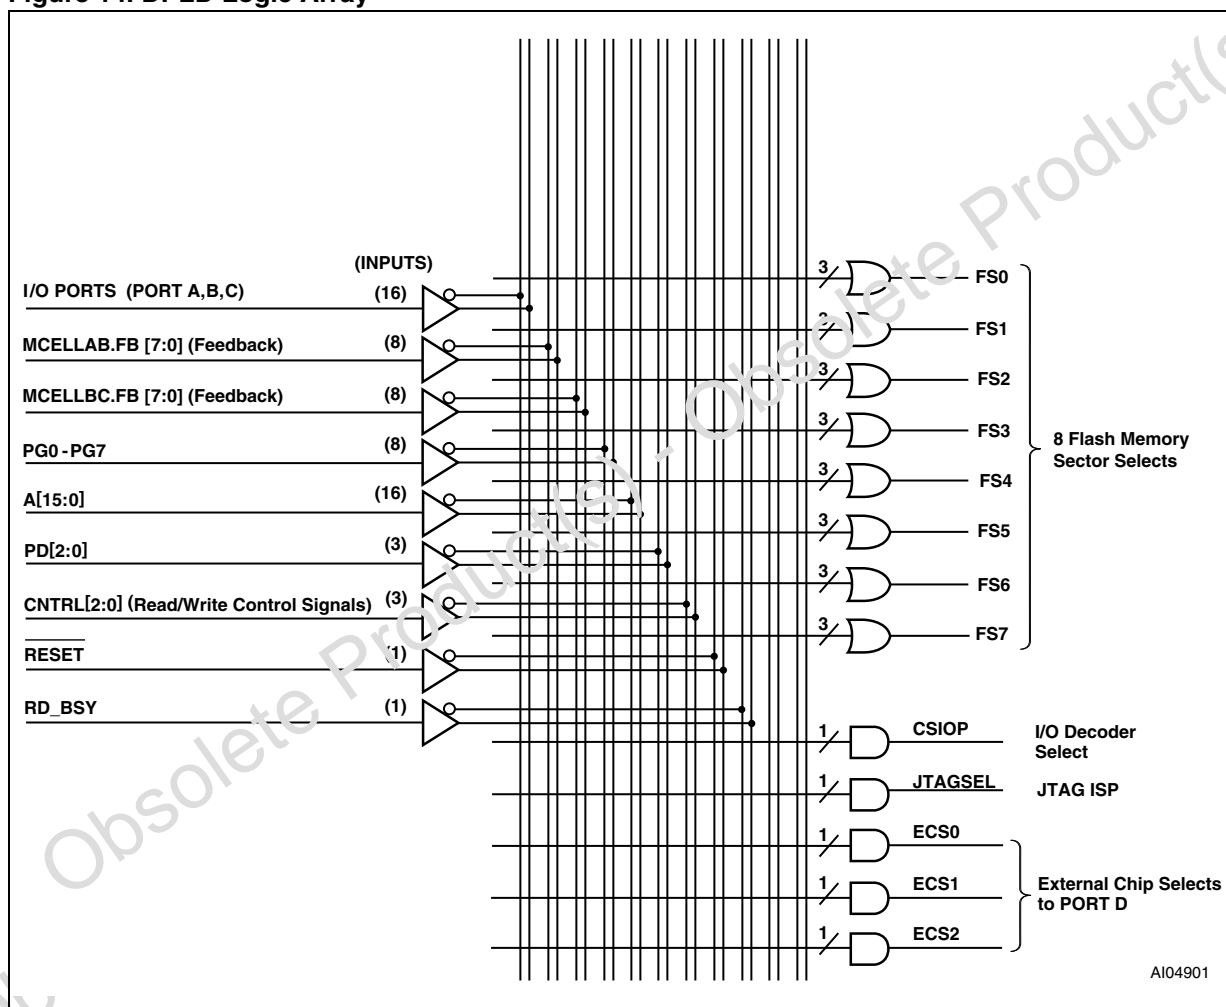 Figure 14. DPLD Logic Array
(INPUTS)
I/O PORTS (PORT A,B,C) (16)
MCELLAB.FB [7:0] (Feedback) (8)
MCELLBC.FB [7:0] (Feedback) (8)
PG0 - PG7 (8)
A[15:0] (16)
PD[2:0] (3)
CNTRL[2:0] (Read/Write Control Signals) (3)
RESET (1)
RD_BSY (1)
3 FS0
3 FS1
3 FS2
3 FS3
3 FS4
3 FS5
3 FS6
3 FS7
8 Flash Memory
Sector Selects
1 CSIOP
I/O Decoder
Select
1 JTAGSEL JTAG ISP
1 ECS0
1 ECS1
1 ECS2
External Chip Selects
to PORT D
AI04901
Obsolete Product(s) - Obsolete Product(s